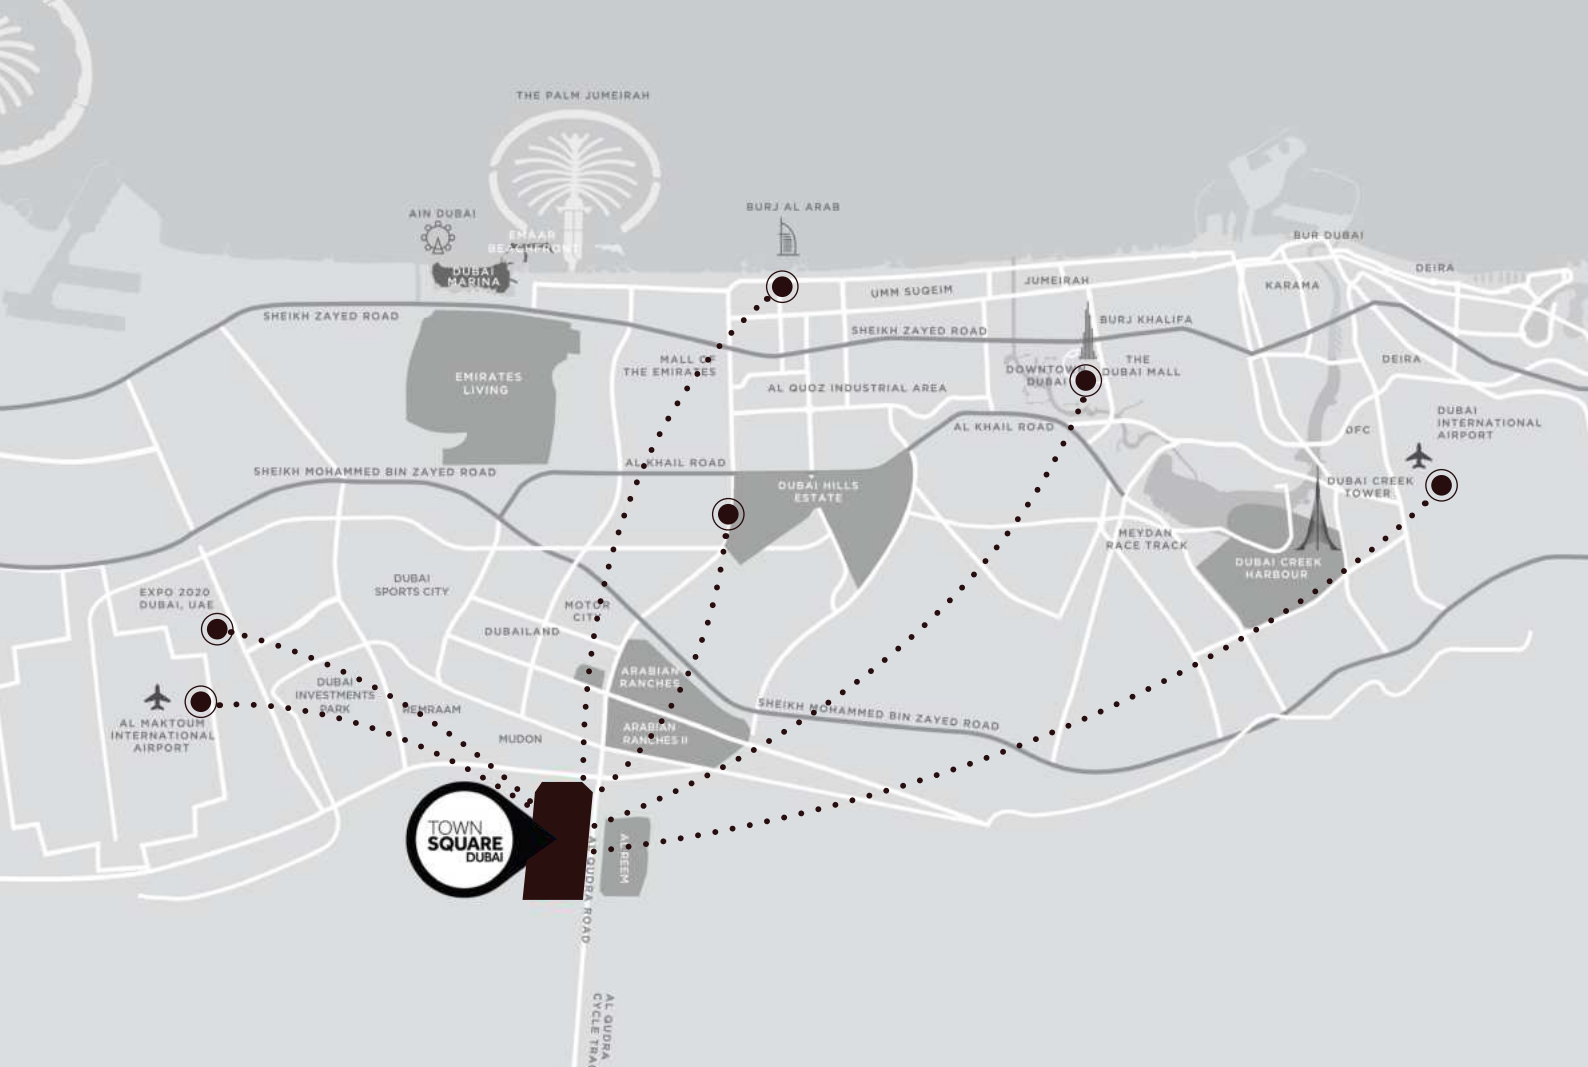 THE PALM JUMEIRAH
AIN DUBAI
BURJ AL ARAB
EMAAR
BEACHFRONT
BUR DUBAI
DUBAI
MARINA
DEIRA
UMM SUQEIM
JUMEIRAH
KARAMA
SHEIKH ZAYED ROAD
SHEIKH ZAYED ROAD
BURJ KHALIFA
MALL OF
THE EMIRATES
DOWNTOWN
DUBAI
THE
DUBAI MALL
DEIRA
EMIRATES
LIVING
AL QUOZ INDUSTRIAL AREA
AL KHAIL ROAD
DUBAI
INTERNATIONAL
AIRPORT
DFC
SHEIKH MOHAMMED BIN ZAYED ROAD
AL KHAIL ROAD
DUBAI HILLS
ESTATE
DUBAI CREEK
TOWER
MEYDAN
RACE TRACK
DUBAI CREEK
HARBOUR
EXPO 2020
DUBAI, UAE
DUBAI
SPORTS CITY
MOTOR
CITY
DUBAILAND
ARABIAN
RANCHES
DUBAI
INVESTMENTS
PARK
REMRAAM
SHEIKH MOHAMMED BIN ZAYED ROAD
AL MAKTOUM
INTERNATIONAL
AIRPORT
MUDON
ARABIAN
RANCHES II
TOWN
SQUARE
DUBAI
AL REEM
AL QUDRA ROAD
AL QUDRA
CYCLE TRA